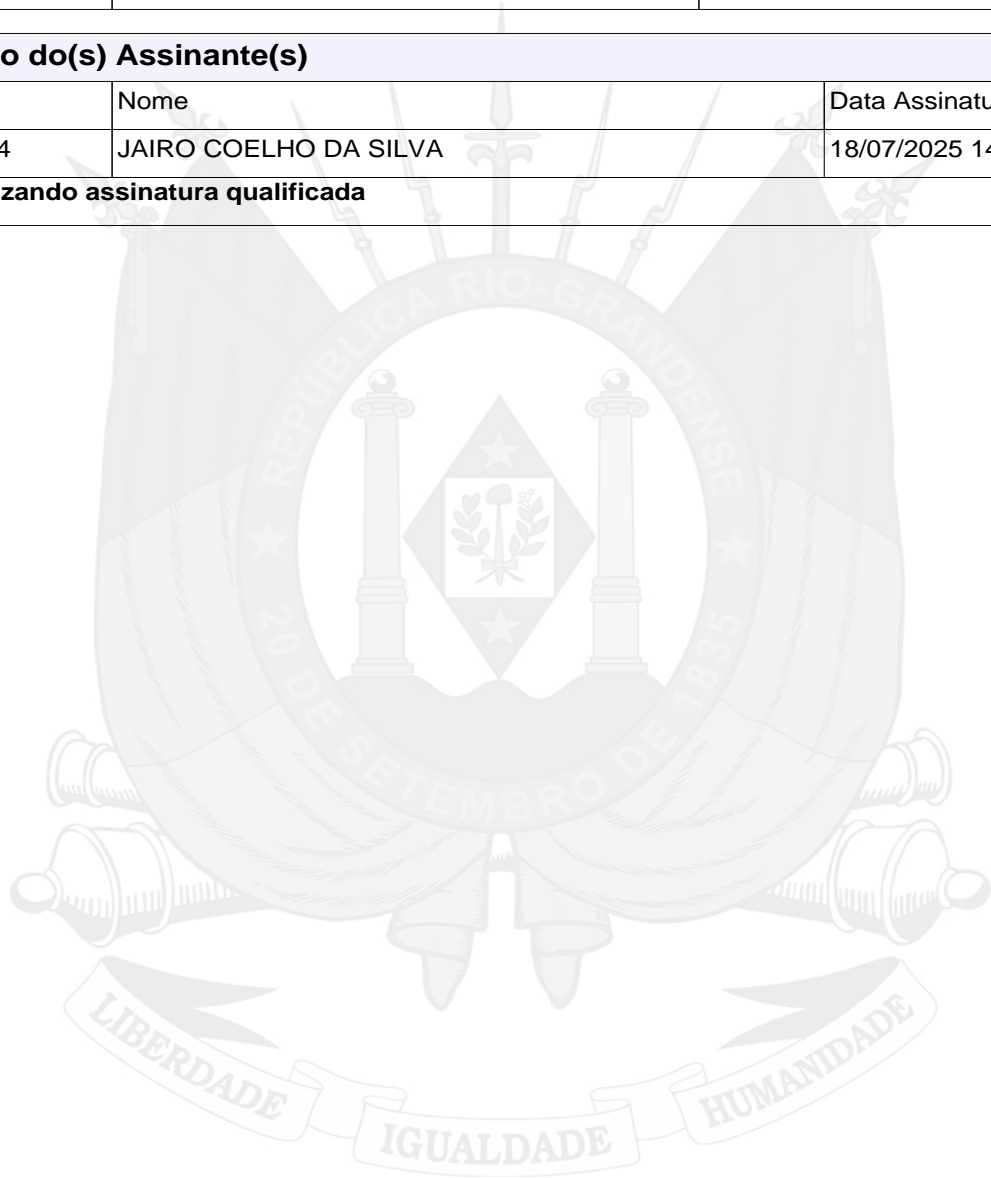 o do(s) Assinante(s)
Nome
Data Assinatu
4
JAIRO COELHO DA SILVA
18/07/2025 14
zando assinatura qualificada
REPÚBLICA RIO-GRANDENSE
20 DE SETEMBRO DE 1835
LIBERDADE
IGUALDADE
HUMANIDADE